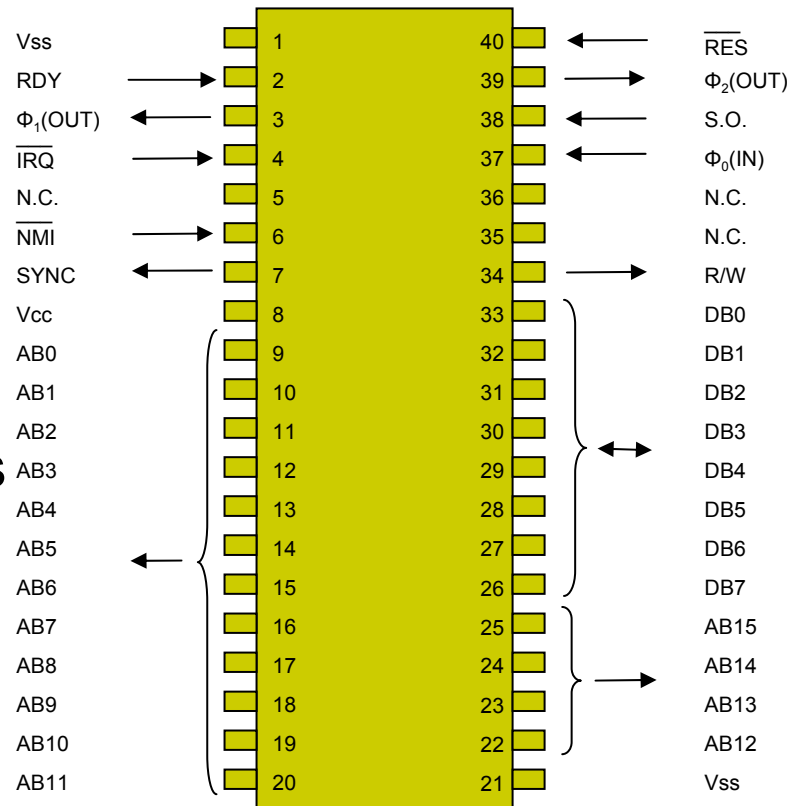 Vss 1 40 R̅E̅S̅
RDY 2 39 Φ₂(OUT)
Φ₁(OUT) 3 38 S.O.
I̅R̅Q̅ 4 37 Φ₀(IN)
N.C. 5 36 N.C.
N̅M̅I̅ 6 35 N.C.
SYNC 7 34 R/W
Vcc 8 33 DB0
AB0 9 32 DB1
AB1 10 31 DB2
AB2 11 30 DB3
S AB3 12 29 DB4
AB4 13 28 DB5
AB5 14 27 DB6
AB6 15 26 DB7
AB7 16 25 AB15
AB8 17 24 AB14
AB9 18 23 AB13
AB10 19 22 AB12
AB11 20 21 Vss